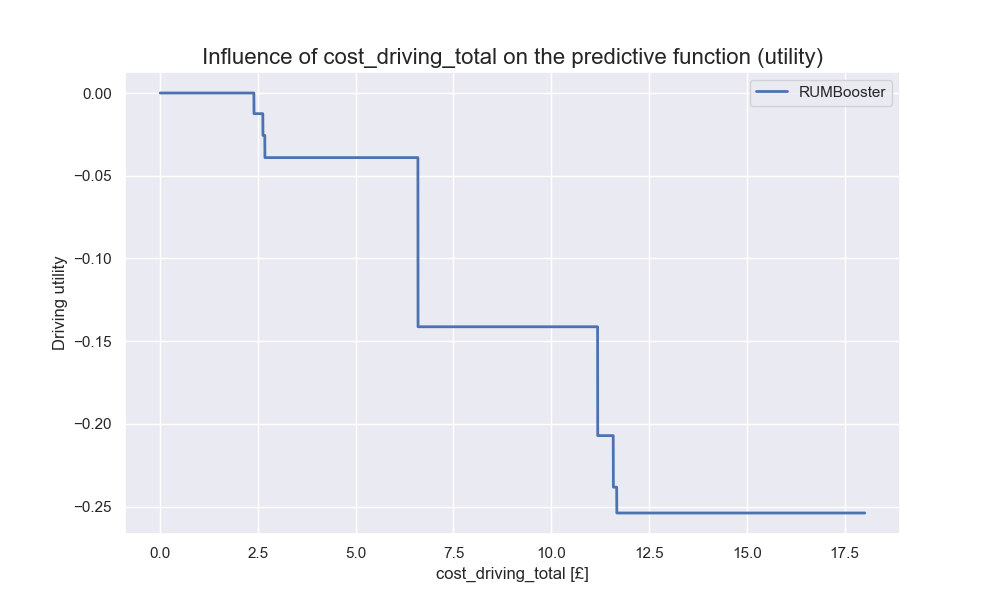 Influence of cost_driving_total on the predictive function (utility)
RUMBooster
Driving utility
0.00
−0.05
−0.10
−0.15
−0.20
−0.25
0.0 2.5 5.0 7.5 10.0 12.5 15.0 17.5
cost_driving_total [£]